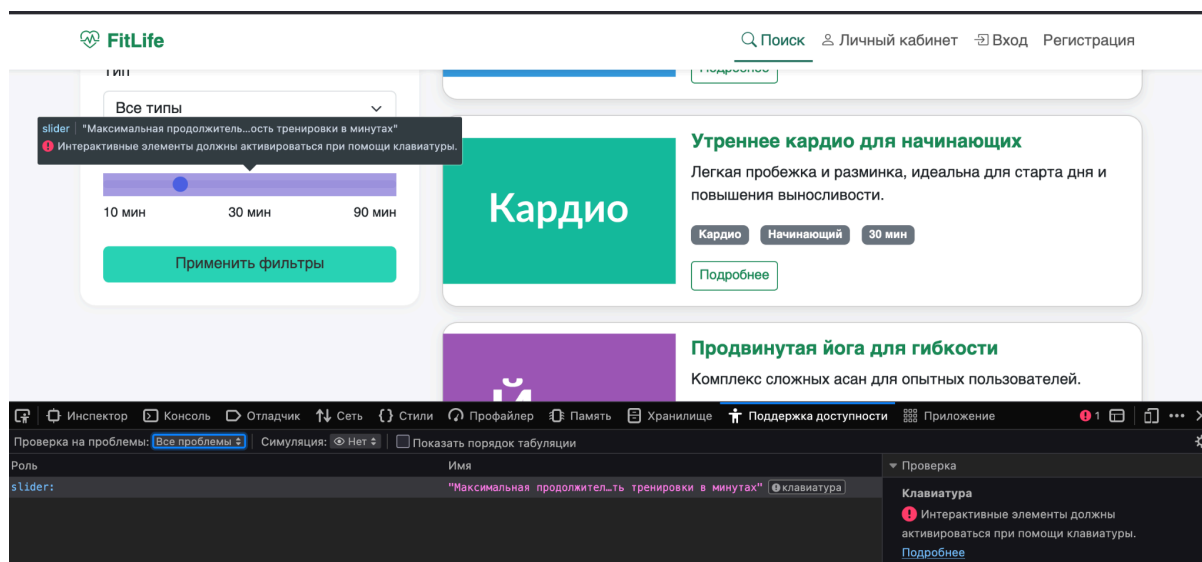 FitLife
Поиск Личный кабинет Вход Регистрация
Тип
Подробнее
Все типы
slider "Максимальная продолжитель…ость тренировки в минутах"
Интерактивные элементы должны активироваться при помощи клавиатуры.
10 мин 30 мин 90 мин
Применить фильтры
Кардио
Утреннее кардио для начинающих
Легкая пробежка и разминка, идеальна для старта дня и
повышения выносливости.
Кардио Начинающий 30 мин
Подробнее
Й
Продвинутая йога для гибкости
Комплекс сложных асан для опытных пользователей.
Инспектор Консоль Отладчик Сеть Стили Профайлер Память Хранилище Поддержка доступности Приложение 1
Проверка на проблемы: Все проблемы Симуляция: Нет Показать порядок табуляции
Роль Имя
slider: "Максимальная продолжител…ть тренировки в минутах" клавиатура
Проверка
Клавиатура
Интерактивные элементы должны
активироваться при помощи клавиатуры.
Подробнее